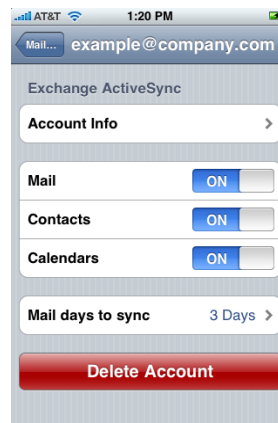 AT&T 1:20 PM
Mail... example@company.com
Exchange ActiveSync
Account Info
Mail ON
Contacts ON
Calendars ON
Mail days to sync 3 Days
Delete Account